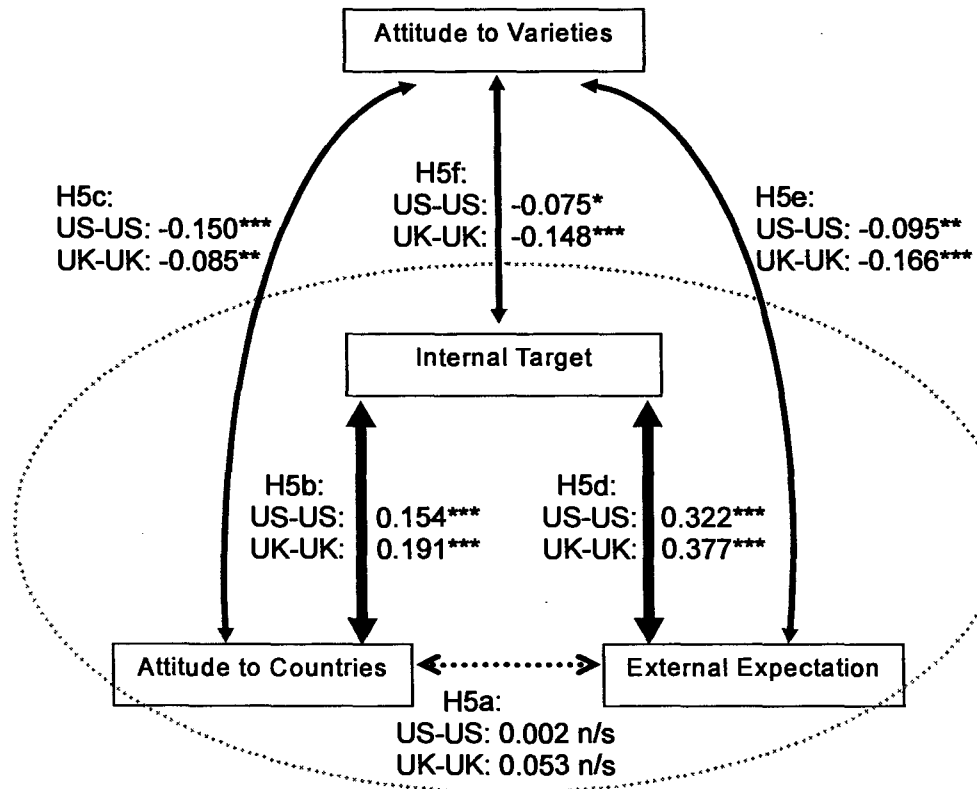 Attitude to Varieties
H5c:
US-US: -0.150***
UK-UK: -0.085**
H5f:
US-US: -0.075*
UK-UK: -0.148***
H5e:
US-US: -0.095**
UK-UK: -0.166***
Internal Target
H5b:
US-US: 0.154***
UK-UK: 0.191***
H5d:
US-US: 0.322***
UK-UK: 0.377***
Attitude to Countries
External Expectation
H5a:
US-US: 0.002 n/s
UK-UK: 0.053 n/s